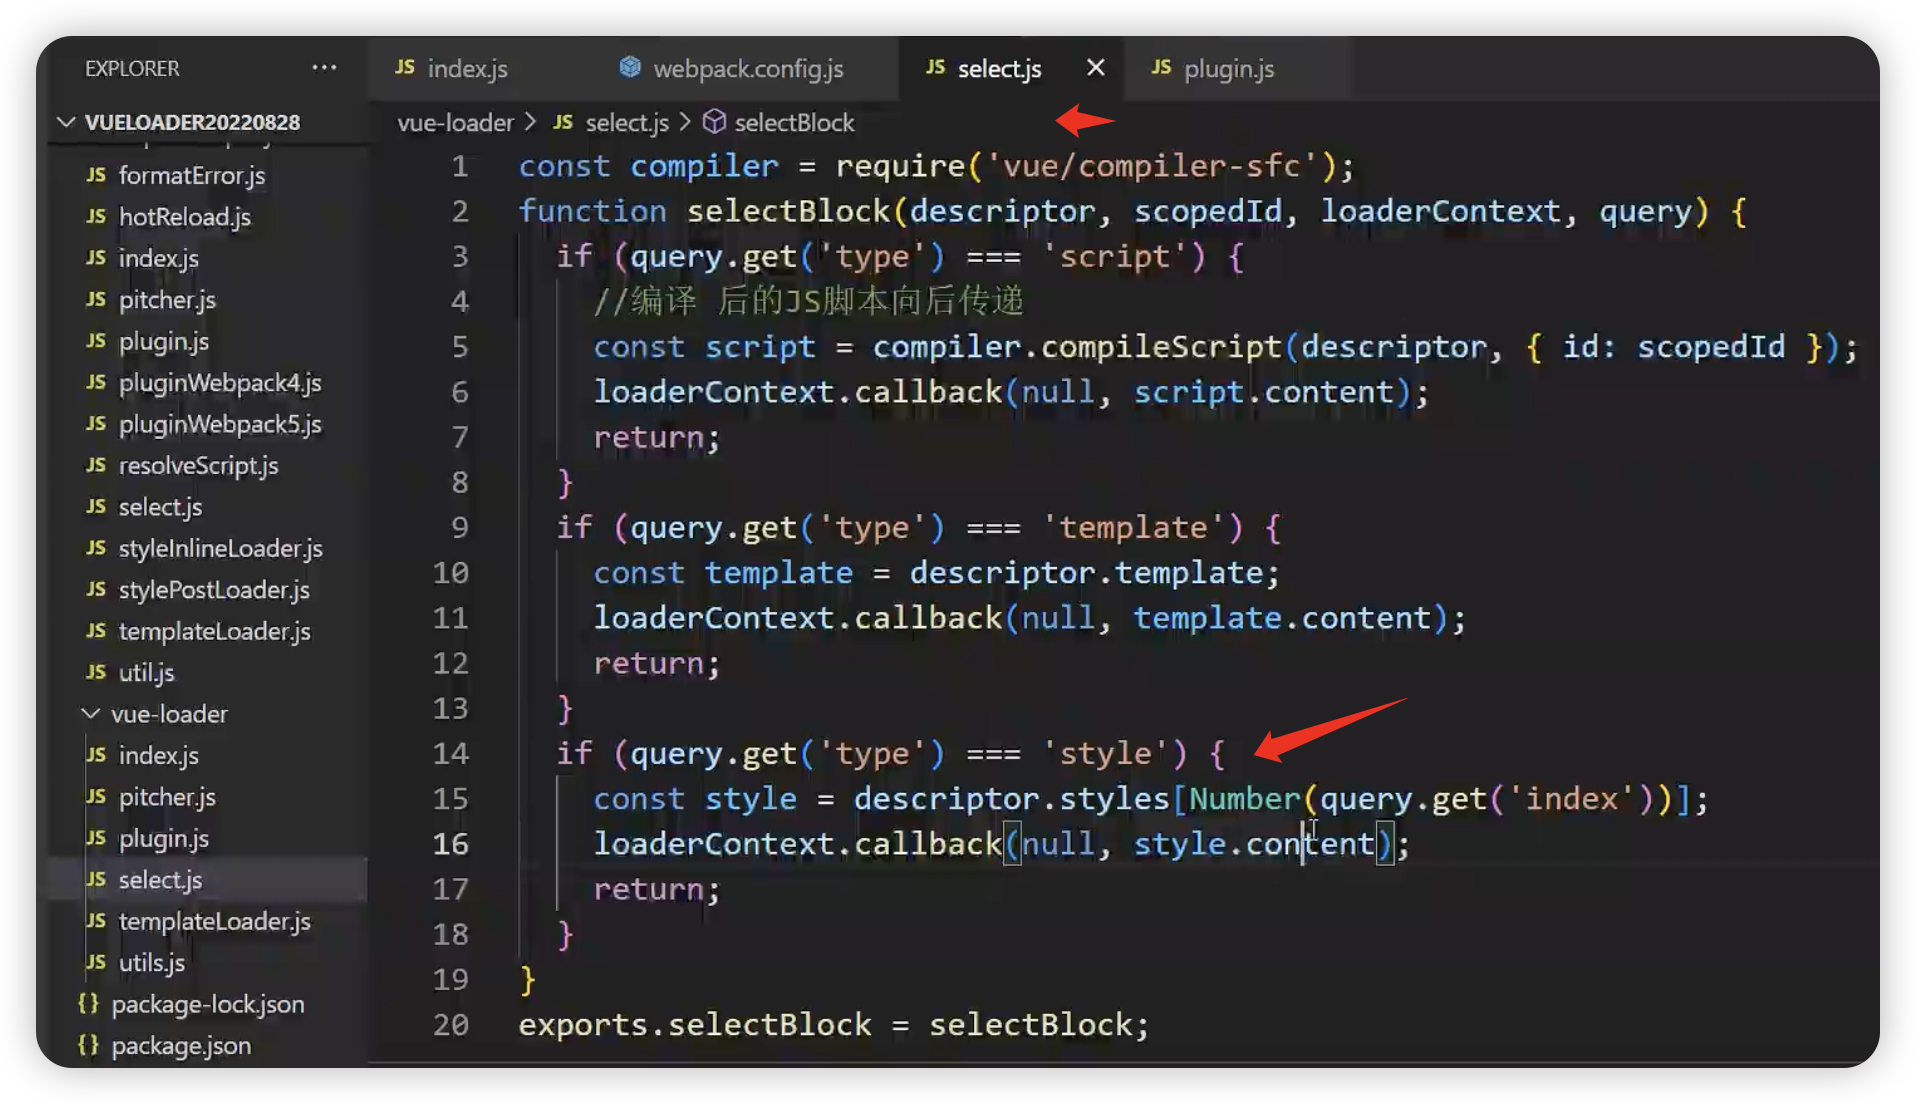 EXPLORER ···
VUELOADER20220828
JS formatError.js
JS hotReload.js
JS index.js
JS pitcher.js
JS plugin.js
JS pluginWebpack4.js
JS pluginWebpack5.js
JS resolveScript.js
JS select.js
JS styleInlineLoader.js
JS stylePostLoader.js
JS templateLoader.js
JS util.js
vue-loader
JS index.js
JS pitcher.js
JS plugin.js
JS select.js
JS templateLoader.js
JS utils.js
{} package-lock.json
{} package.json
JS index.js webpack.config.js JS select.js × JS plugin.js
vue-loader > JS select.js > selectBlock
1 const compiler = require('vue/compiler-sfc');
2 function selectBlock(descriptor, scopedId, loaderContext, query) {
3 if (query.get('type') === 'script') {
4 //编译 后的JS脚本向后传递
5 const script = compiler.compileScript(descriptor, { id: scopedId });
6 loaderContext.callback(null, script.content);
7 return;
8 }
9 if (query.get('type') === 'template') {
10 const template = descriptor.template;
11 loaderContext.callback(null, template.content);
12 return;
13 }
14 if (query.get('type') === 'style') {
15 const style = descriptor.styles[Number(query.get('index'))];
16 loaderContext.callback(null, style.content);
17 return;
18 }
19 }
20 exports.selectBlock = selectBlock;